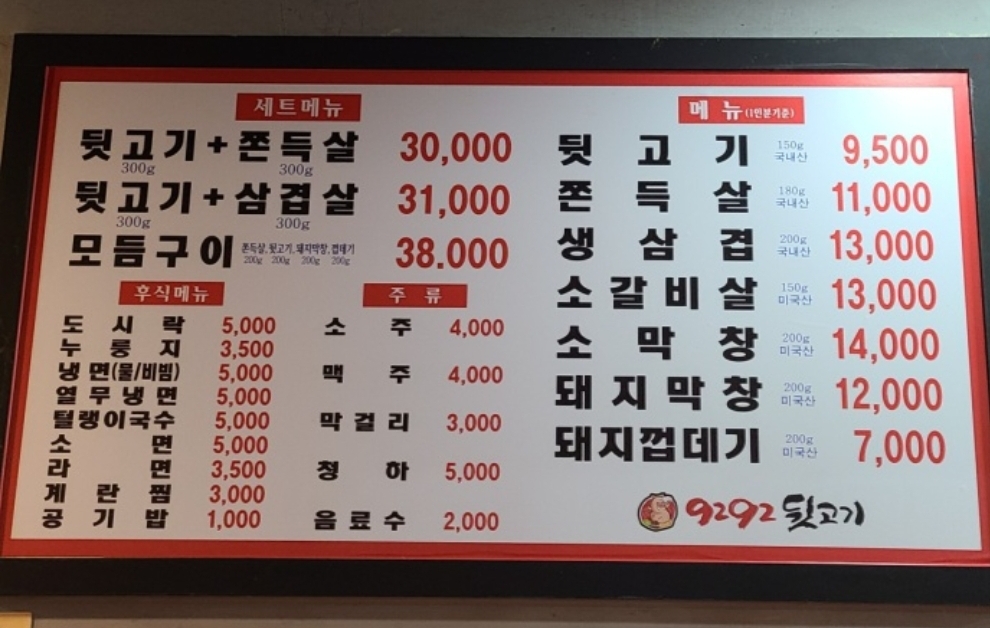 세트메뉴
뒷고기+쫀득살 30,000
300g 300g
뒷고기+삼겹살 31,000
300g 300g
모듬구이 쫀득살,뒷고기,돼지막창,껍데기 38.000
200g 200g 200g 200g
후식메뉴
도시락 5,000
누룽지 3,500
냉면(물/비빔) 5,000
열무냉면 5,000
털랭이국수 5,000
소면 5,000
라면 3,500
계란찜 3,000
공기밥 1,000
주류
소주 4,000
맥주 4,000
막걸리 3,000
청하 5,000
음료수 2,000
메뉴(1인분기준)
뒷고기 150g 국내산 9,500
쫀득살 180g 국내산 11,000
생삼겹 200g 국내산 13,000
소갈비살 150g 미국산 13,000
소막창 200g 미국산 14,000
돼지막창 200g 미국산 12,000
돼지껍데기 200g 미국산 7,000
9292 뒷고기